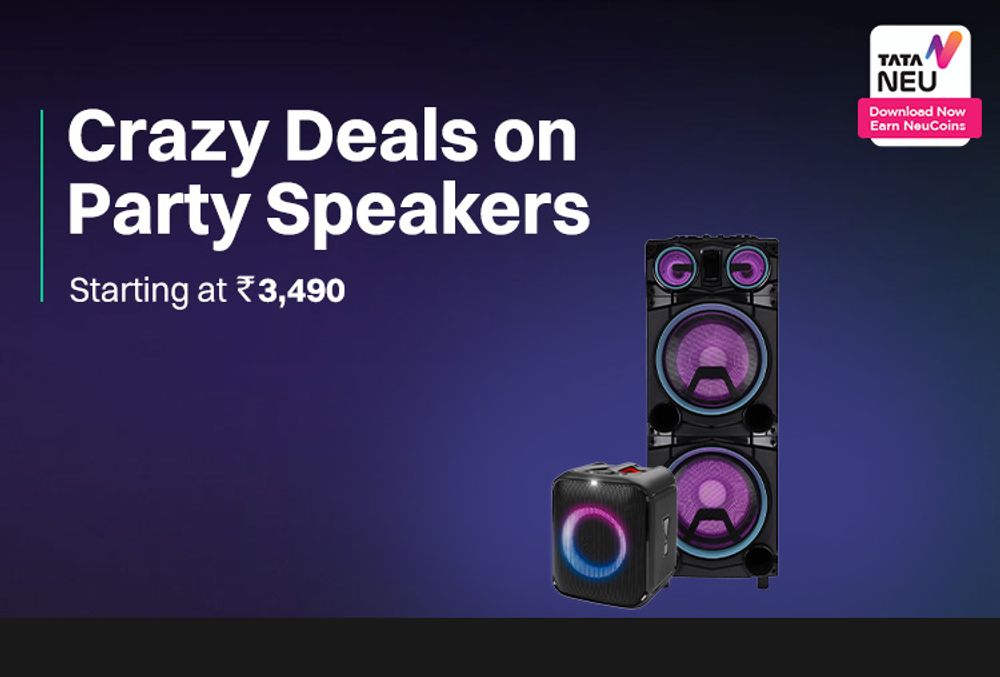 TATA
NEU
Download Now
Earn NeuCoins
Crazy Deals on
Party Speakers
Starting at ₹3,490